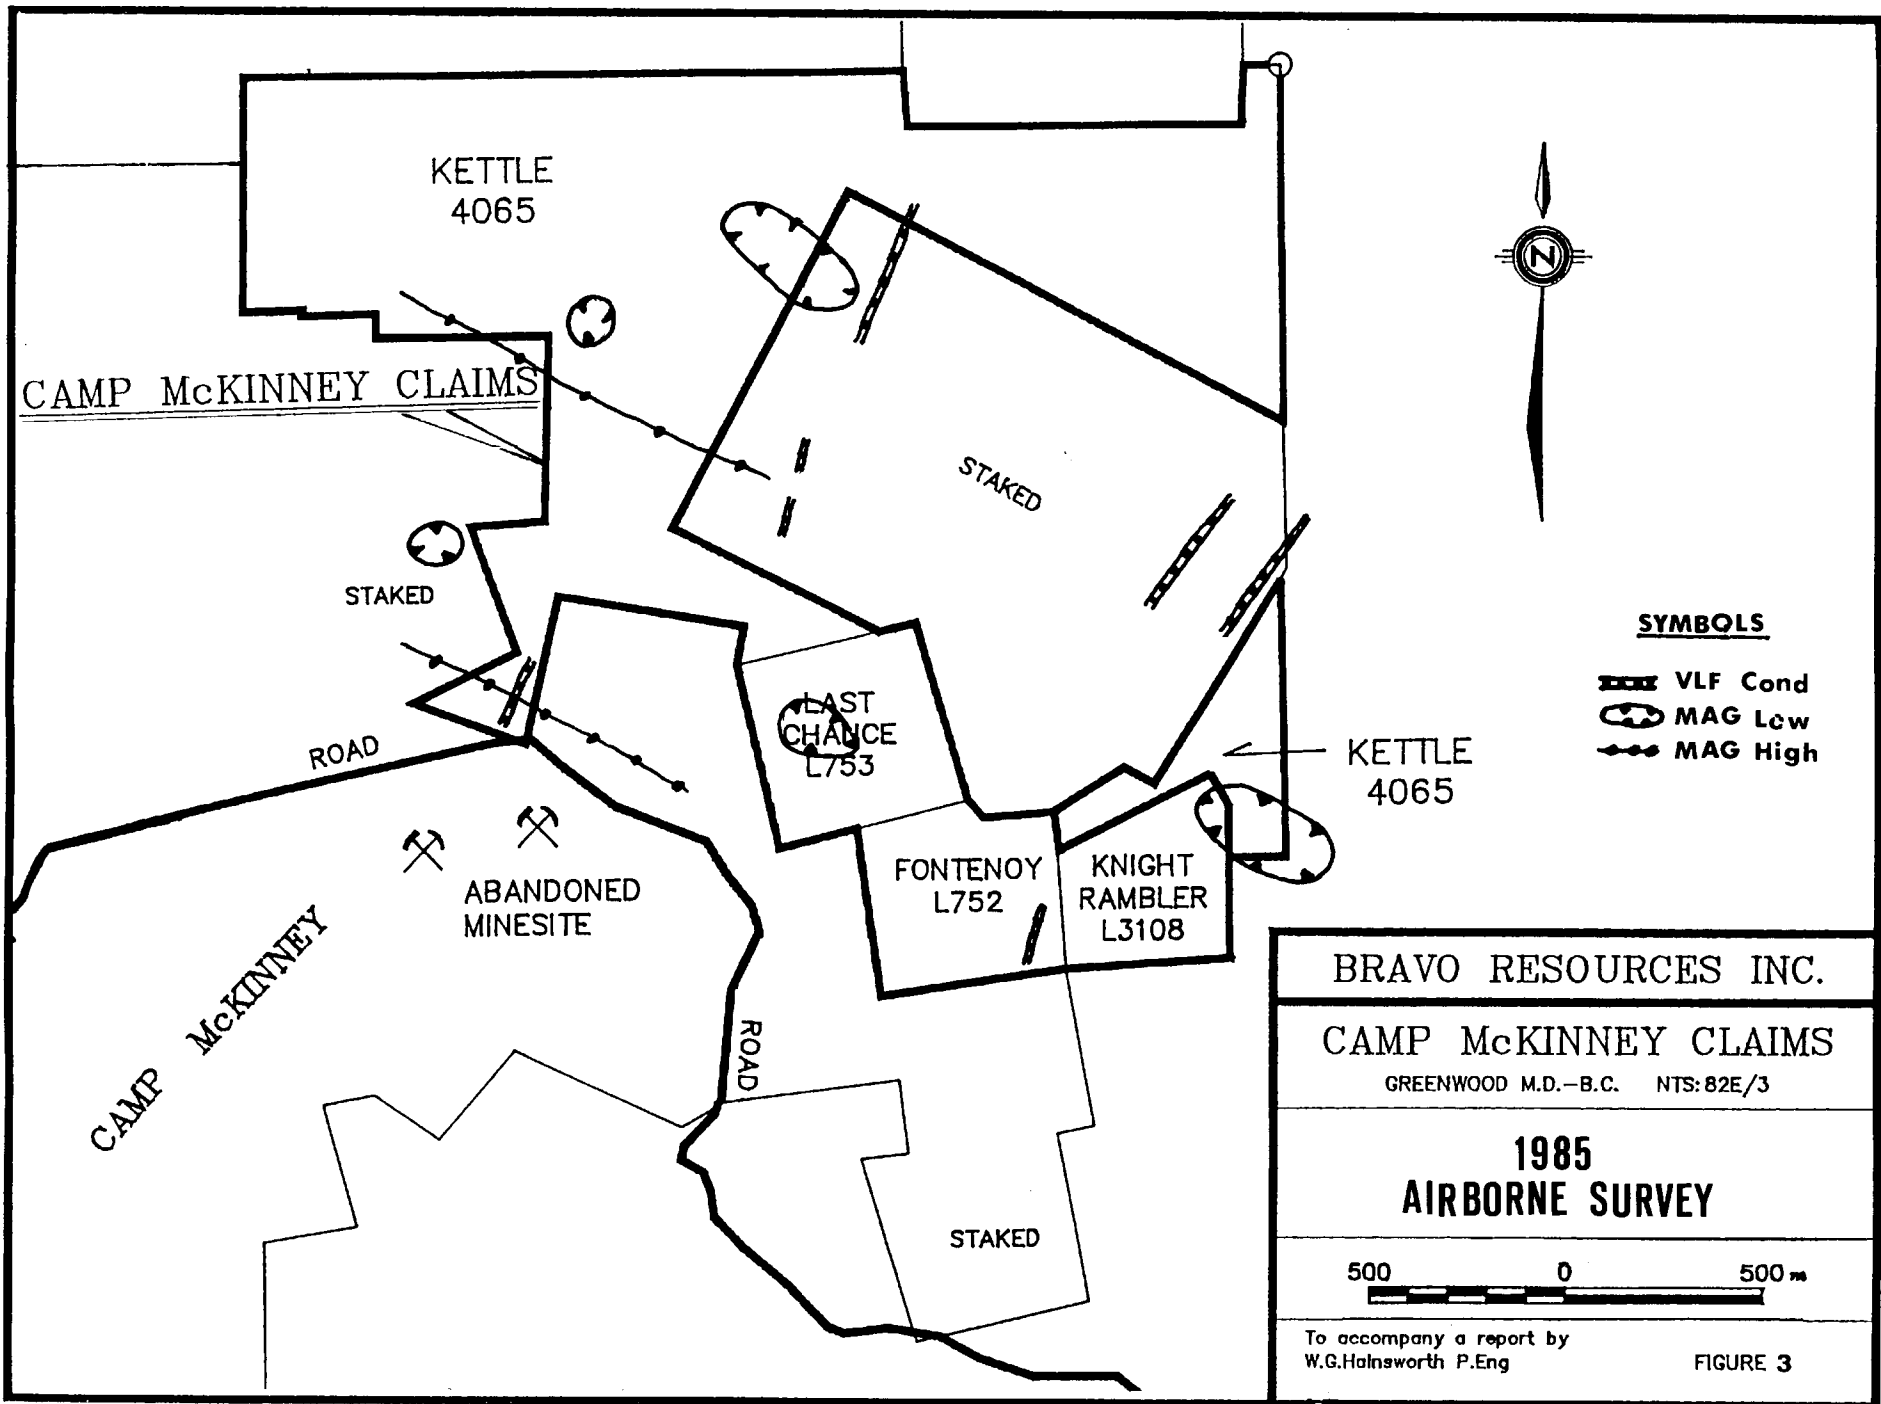 KETTLE
4065
N
CAMP McKINNEY CLAIMS
STAKED
STAKED
SYMBOLS
VLF Cond
MAG Low
MAG High
LAST
CHANCE
L753
ROAD
KETTLE
4065
ABANDONED
MINESITE
FONTENOY
L752
KNIGHT
RAMBLER
L3108
CAMP McKINNEY
ROAD
STAKED
BRAVO RESOURCES INC.
CAMP McKINNEY CLAIMS
GREENWOOD M.D.-B.C. NTS: 82E/3
1985
AIRBORNE SURVEY
500 0 500 m
To accompany a report by
W.G.Hainsworth P.Eng
FIGURE 3